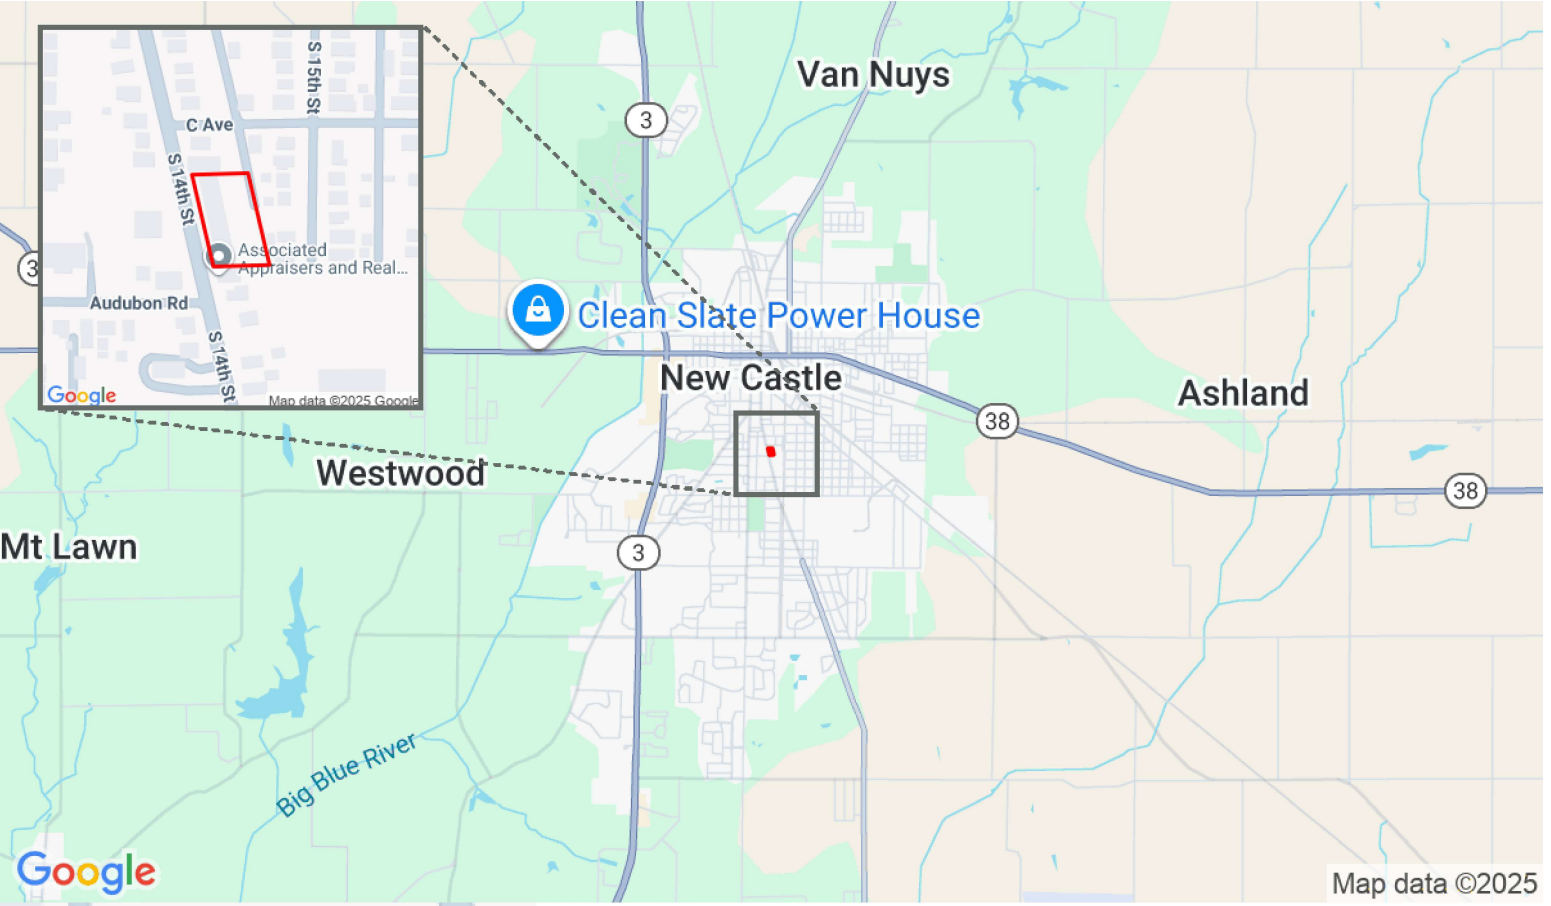 Van Nuys
3
S 15th St
C Ave
S 14th St
3
Associated
Appraisers and Real...
Audubon Rd
S 14th St
Google
Map data ©2025 Google
Clean Slate Power House
New Castle
Ashland
38
Westwood
38
Mt Lawn
3
Big Blue River
Google
Map data ©2025